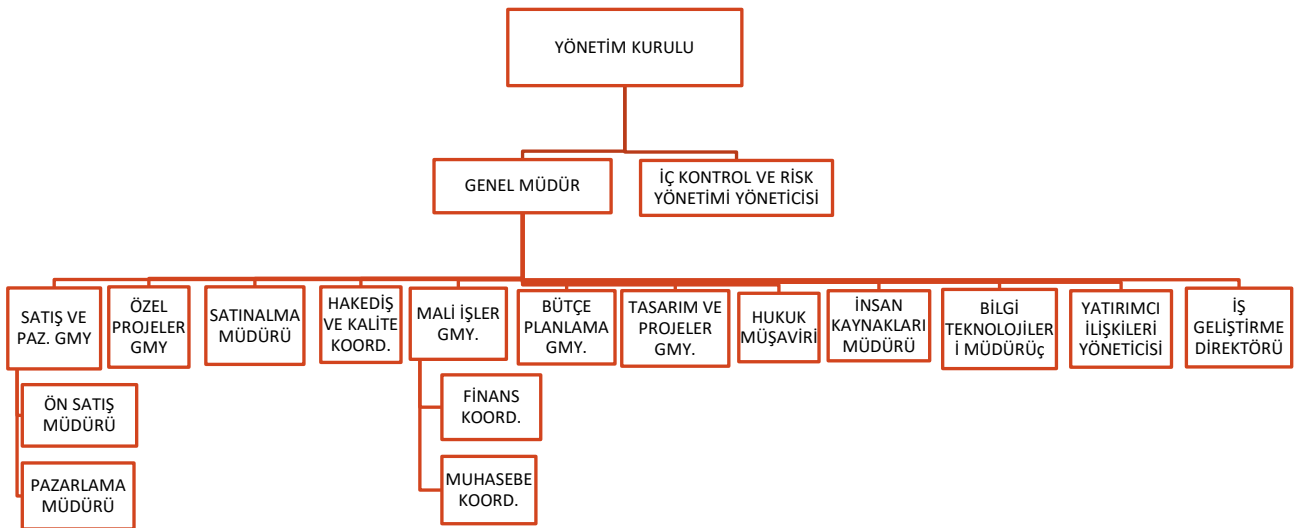 YÖNETİM KURULU
GENEL MÜDÜR
İÇ KONTROL VE RİSK
YÖNETİMİ YÖNETİCİSİ
SATIŞ VE
PAZ. GMY
ÖZEL
PROJELER
GMY
SATINALMA
MÜDÜRÜ
HAKEDİŞ
VE KALİTE
KOORD.
MALİ İŞLER
GMY.
BÜTÇE
PLANLAMA
GMY.
TASARIM VE
PROJELER
GMY.
HUKUK
MÜŞAVİRİ
İNSAN
KAYNAKLARI
MÜDÜRÜ
BİLGİ
TEKNOLOJİLER
İ MÜDÜRÜç
YATIRIMCI
İLİŞKİLERİ
YÖNETİCİSİ
İŞ
GELİŞTİRME
DİREKTÖRÜ
ÖN SATIŞ
MÜDÜRÜ
PAZARLAMA
MÜDÜRÜ
FİNANS
KOORD.
MUHASEBE
KOORD.